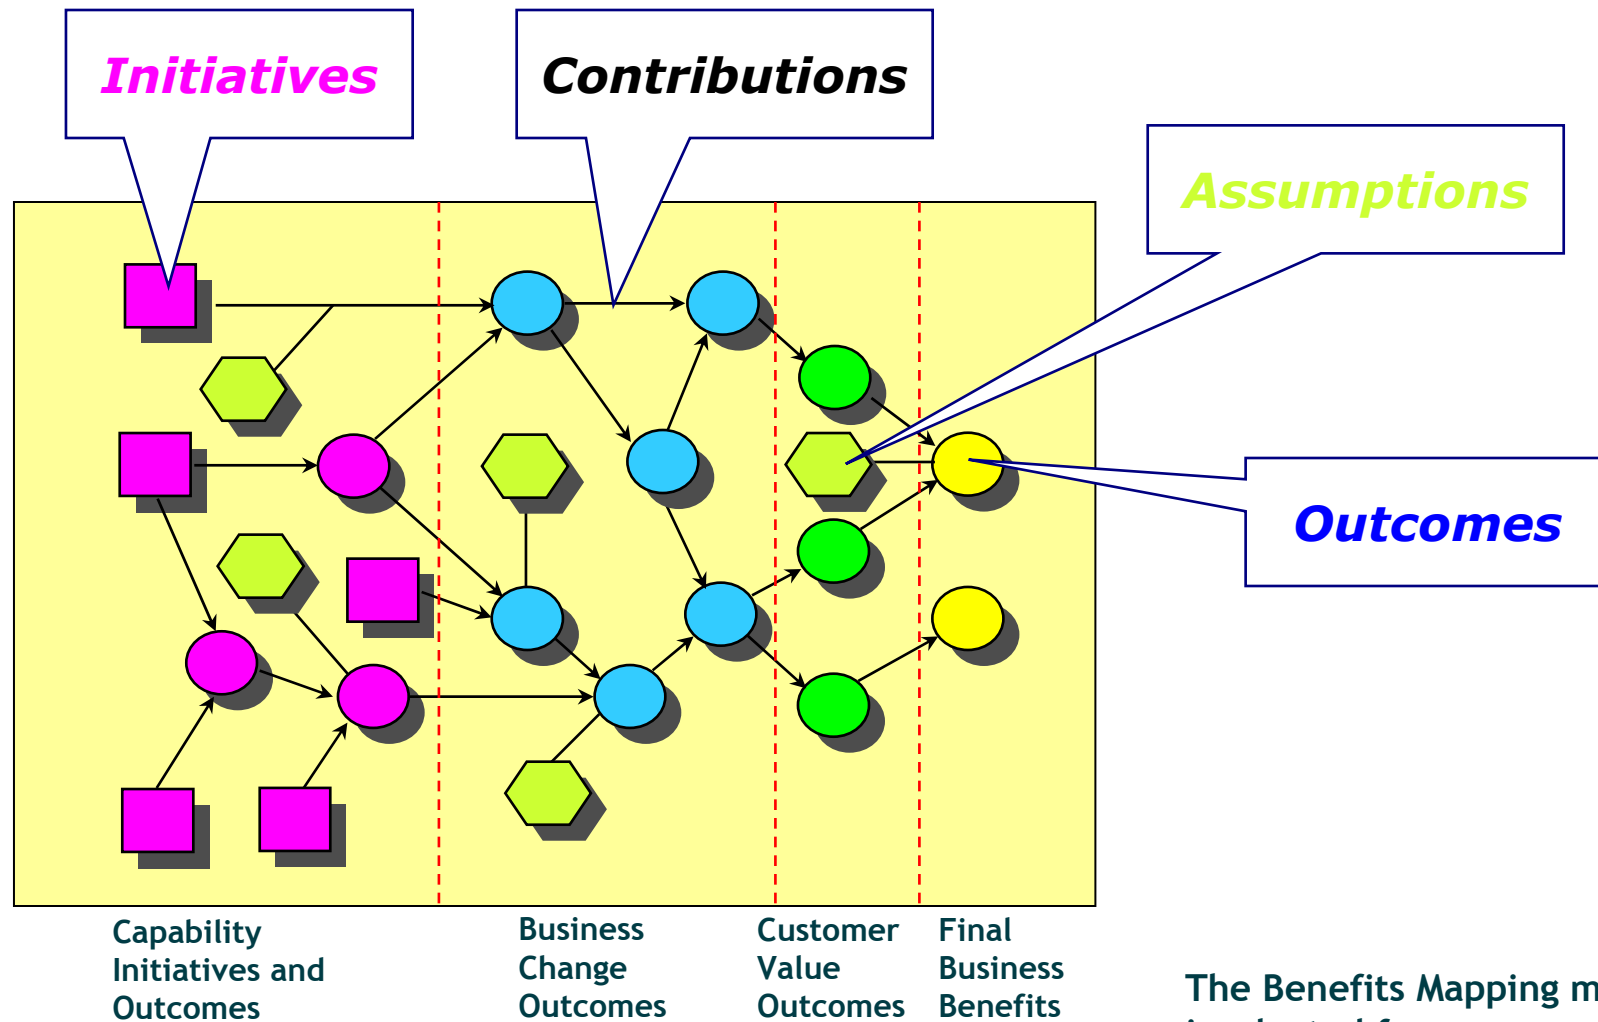 Initiatives
Contributions
Assumptions
Outcomes
Capability
Initiatives and
Outcomes
Business
Change
Outcomes
Customer
Value
Outcomes
Final
Business
Benefits
The Benefits Mapping